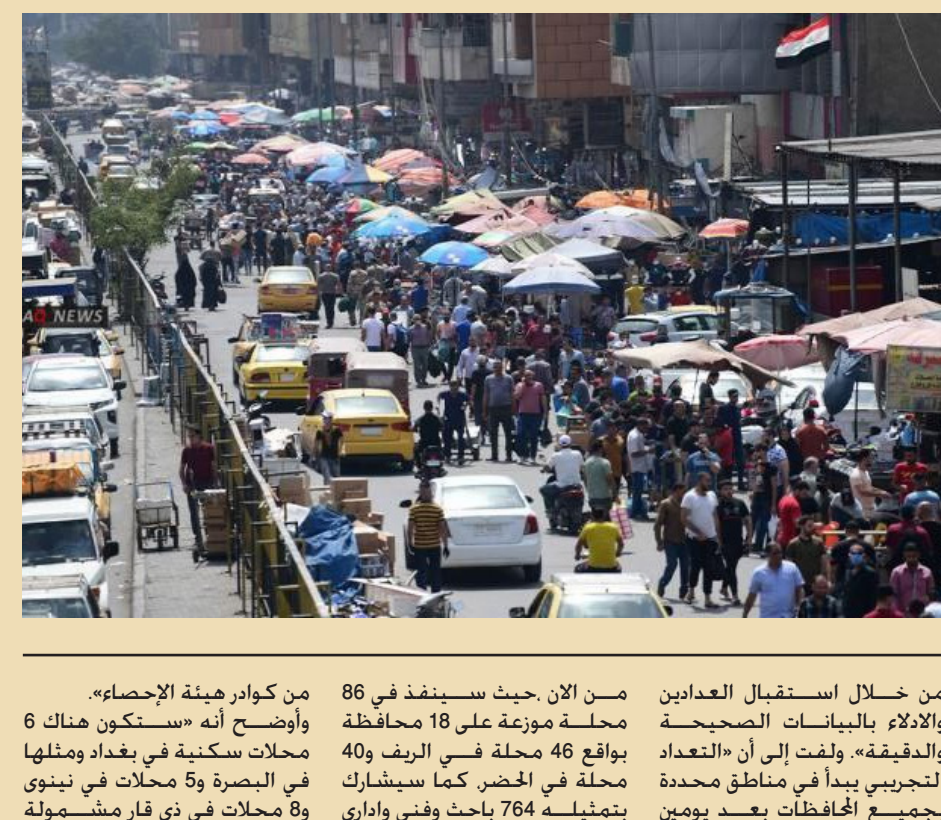 AQ NEWS
من خلال استقبال العدادين
والادلاء بالبيانات الصحيحة
والدقيقة». ولفت إلى أن «التعداد
التجريبي يبدأ في مناطق محددة
بجميع المحافظات بعد يومين
من الان ,حيث سينفذ في 86
محلة موزعة على 18 محافظة
بواقع 46 محلة في الريف و40
محلة في الحضر. كما سيشارك
بتمثيله 764 باحث وفني واداري
من كوادر هيئة الإحصاء».
وأوضح أنه «ستكون هناك 6
محلات سكنية في بغداد ومثلها
في البصرة و5 محلات في نينوى
و8 محلات في ذي قار مشمولة